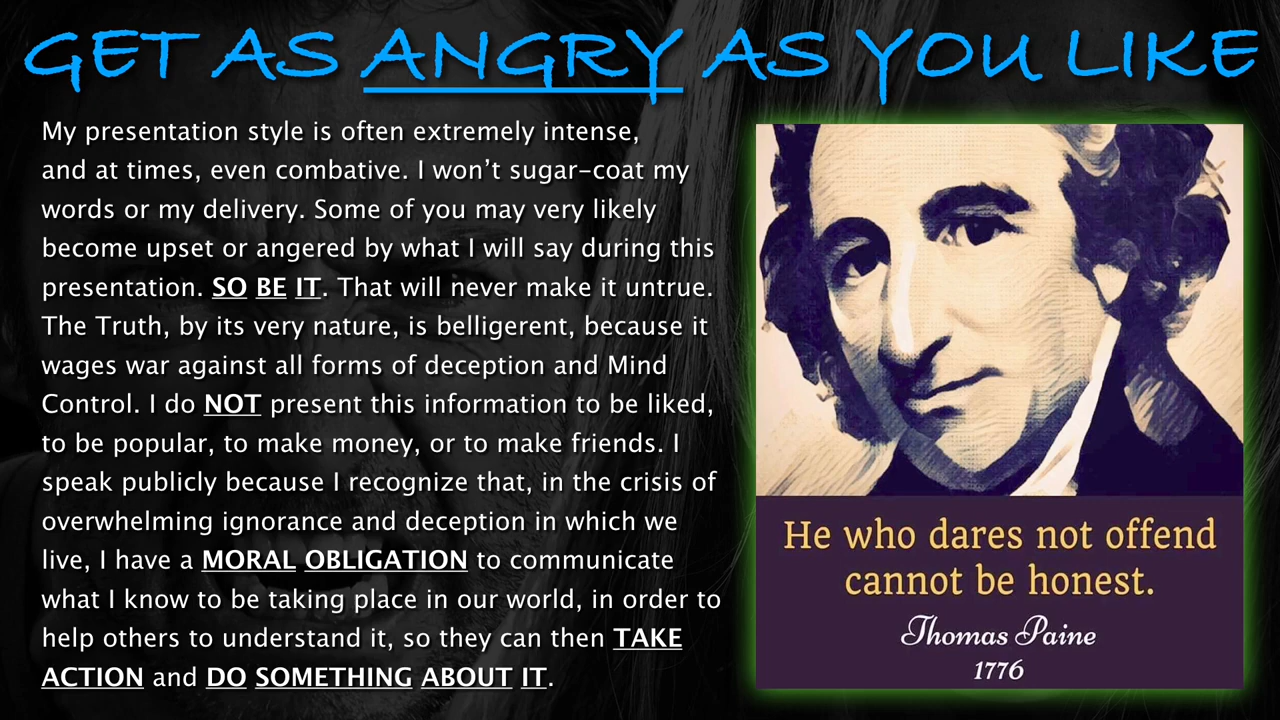 GET AS ANGRY AS YOU LIKE
My presentation style is often extremely intense,
and at times, even combative. I won’t sugar-coat my
words or my delivery. Some of you may very likely
become upset or angered by what I will say during this
presentation. SO BE IT. That will never make it untrue.
The Truth, by its very nature, is belligerent, because it
wages war against all forms of deception and Mind
Control. I do NOT present this information to be liked,
to be popular, to make money, or to make friends. I
speak publicly because I recognize that, in the crisis of
overwhelming ignorance and deception in which we
live, I have a MORAL OBLIGATION to communicate
what I know to be taking place in our world, in order to
help others to understand it, so they can then TAKE
ACTION and DO SOMETHING ABOUT IT.
He who dares not offend
cannot be honest.
Thomas Paine
1776